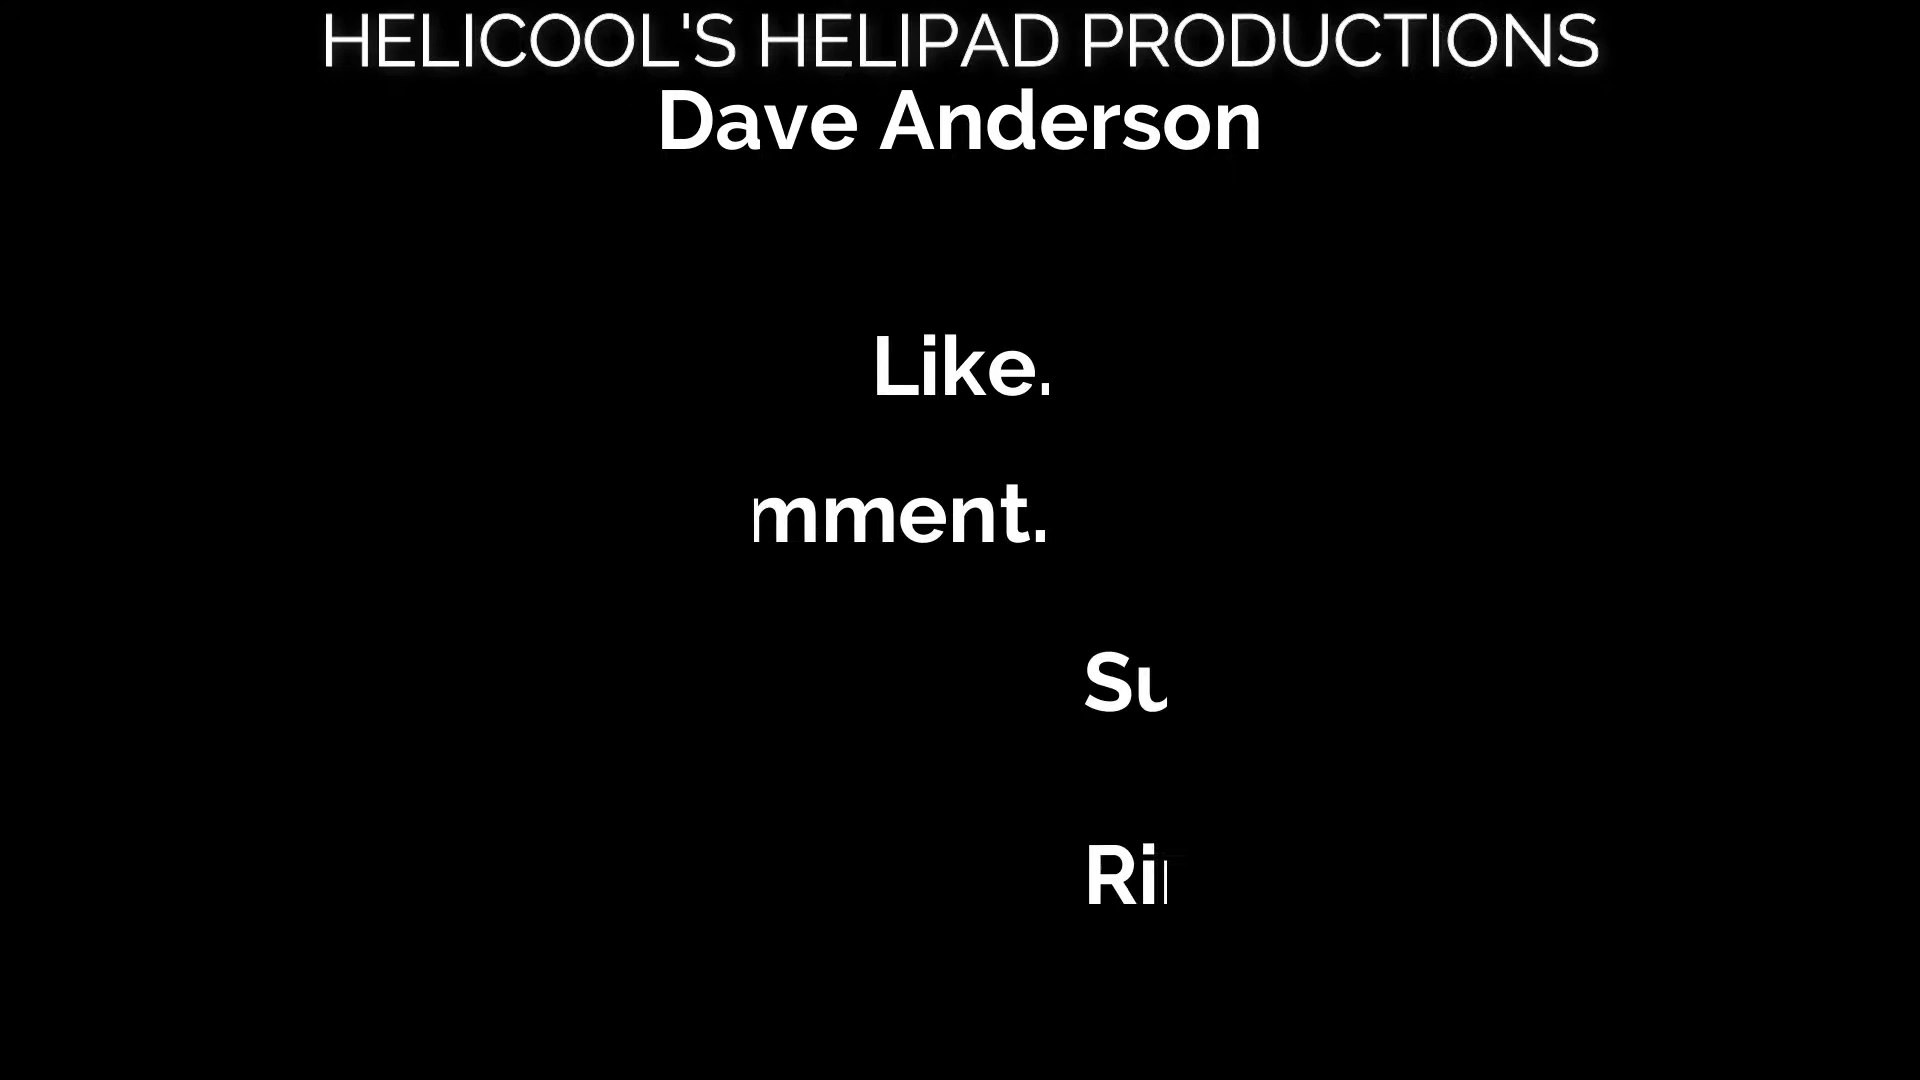 HELICOOL'S HELIPAD PRODUCTIONS
Dave Anderson
Like.
mment.
Su
Ri